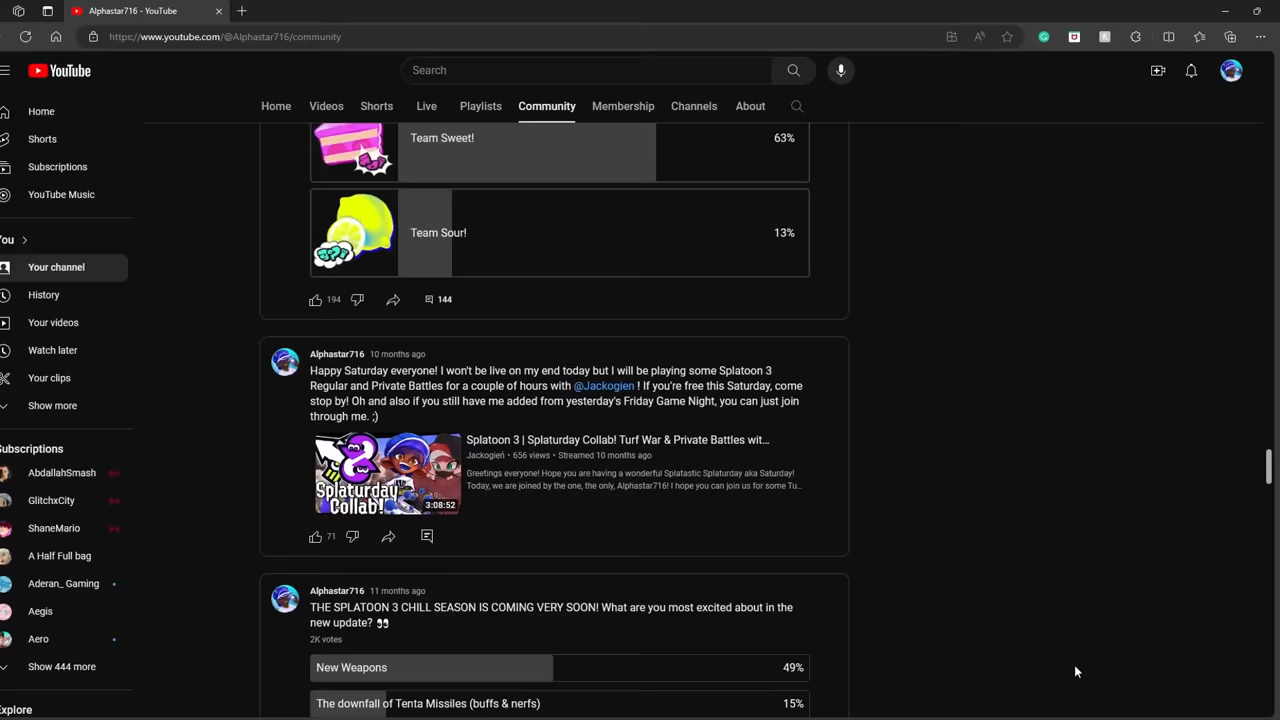 Alphastar716 - YouTube
https://www.youtube.com/@Alphastar716/community
YouTube
Search
Home Videos Shorts Live Playlists Community Membership Channels About
Home
Shorts
Subscriptions
YouTube Music
You
Your channel
History
Your videos
Watch later
Your clips
Show more
Subscriptions
AbdallahSmash
GlitchxCity
ShaneMario
A Half Full bag
Aderan_ Gaming
Aegis
Aero
Show 444 more
Explore
Team Sweet! 63%
Team Sour! 13%
194 144
Alphastar716 10 months ago
Happy Saturday everyone! I won't be live on my end today but I will be playing some Splatoon 3
Regular and Private Battles for a couple of hours with @Jackogien ! If you're free this Saturday, come
stop by! Oh and also if you still have me added from yesterday's Friday Game Night, you can just join
through me. ;)
Splaturday
Collab!
3:08:52
Splatoon 3 | Splaturday Collab! Turf War & Private Battles wit...
Jackogień • 656 views • Streamed 10 months ago
Greetings everyone! Hope you are having a wonderful Splatastic Splaturday aka Saturday!
Today, we are joined by the one, the only, Alphastar716! I hope you can join us for some Tu...
71
Alphastar716 11 months ago
THE SPLATOON 3 CHILL SEASON IS COMING VERY SOON! What are you most excited about in the
new update? 👀
2K votes
New Weapons 49%
The downfall of Tenta Missiles (buffs & nerfs) 15%